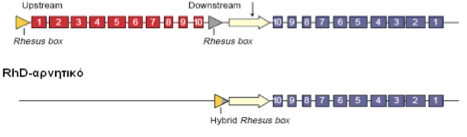 Upstream Downstream
1 2 3 4 5 6 7 8 9 10 10 9 8 7 6 5 4 3 2 1
Rhesus box Rhesus box
RhD-αρνητικό
10 9 8 7 6 5 4 3 2 1
Hybrid Rhesus box